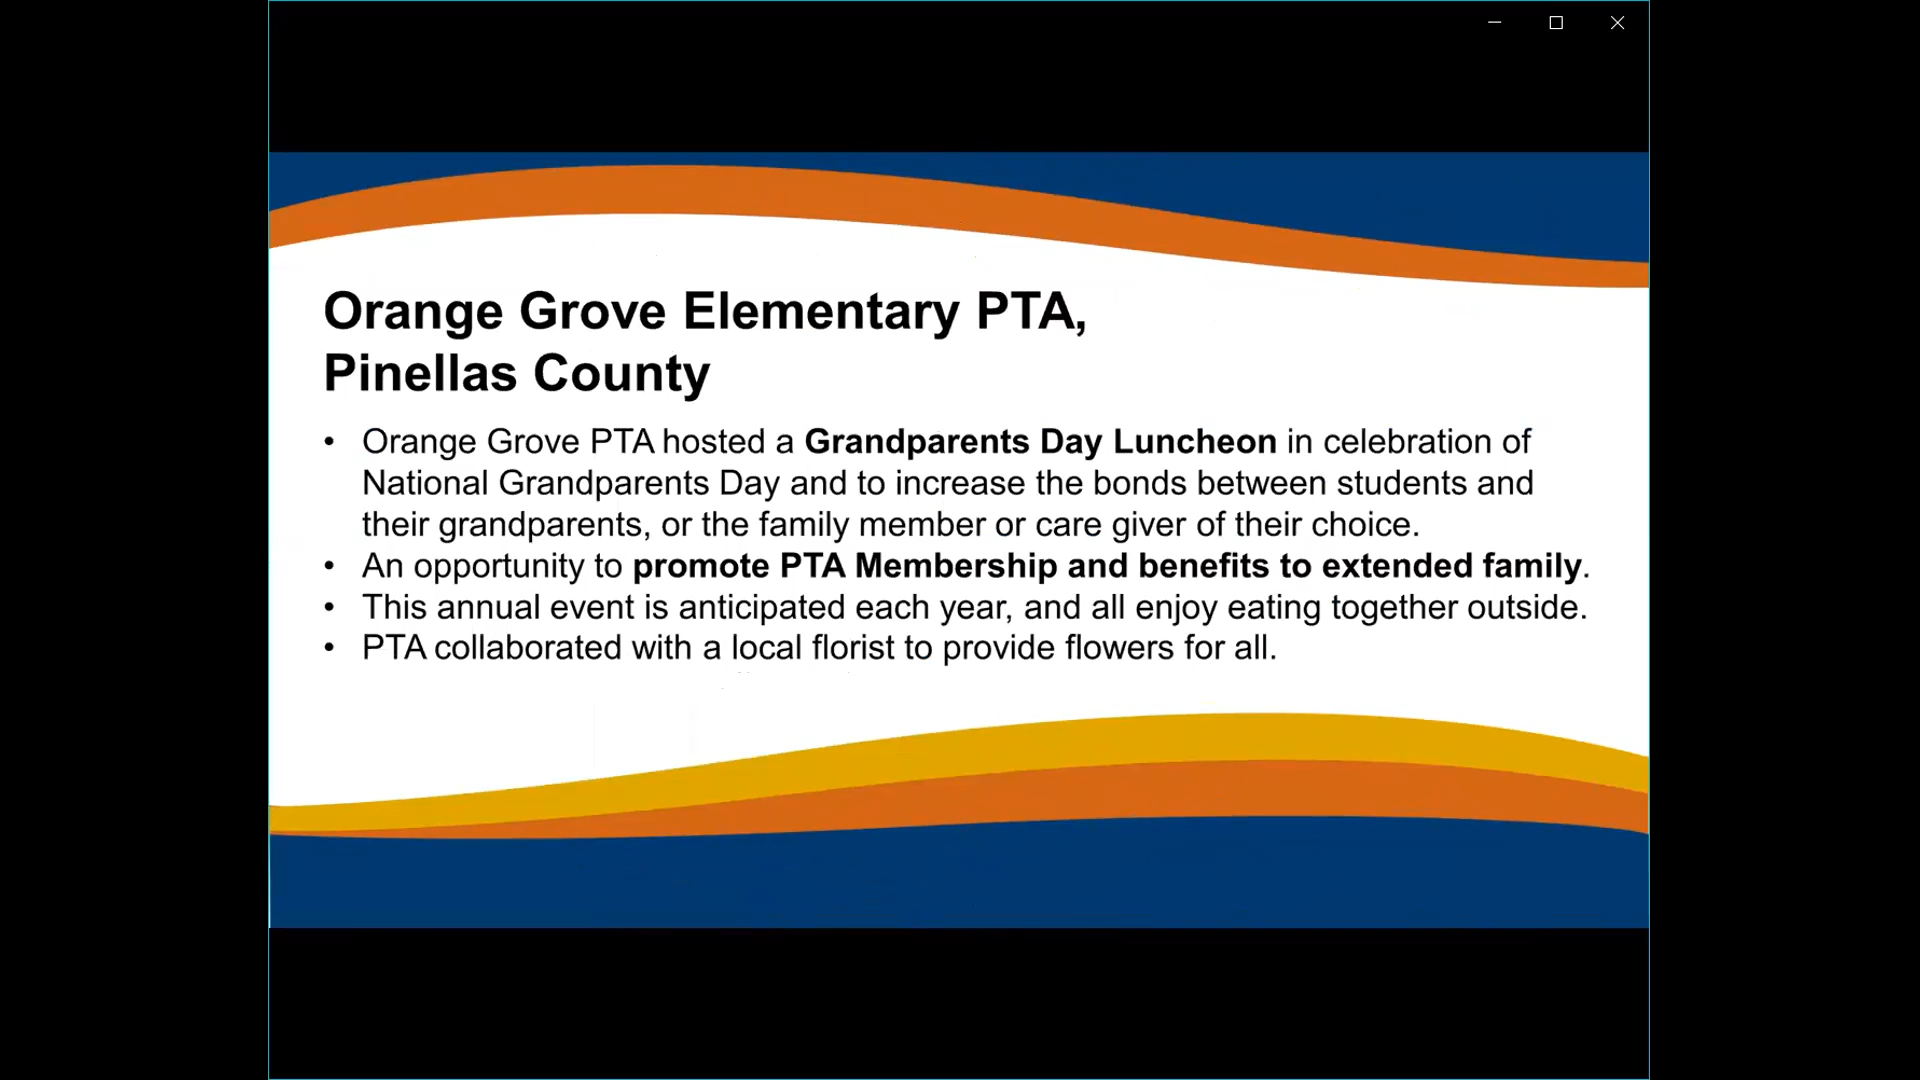 Orange Grove Elementary PTA,
Pinellas County
• Orange Grove PTA hosted a Grandparents Day Luncheon in celebration of
National Grandparents Day and to increase the bonds between students and
their grandparents, or the family member or care giver of their choice.
• An opportunity to promote PTA Membership and benefits to extended family.
• This annual event is anticipated each year, and all enjoy eating together outside.
• PTA collaborated with a local florist to provide flowers for all.